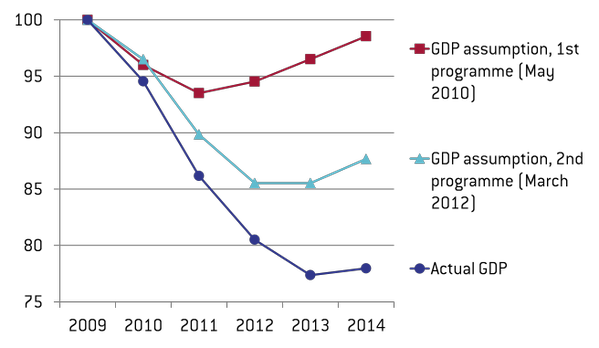 100
95
90
85
80
75
2009 2010 2011 2012 2013 2014
GDP assumption, 1st
programme (May
2010)
GDP assumption, 2nd
programme (March
2012)
Actual GDP